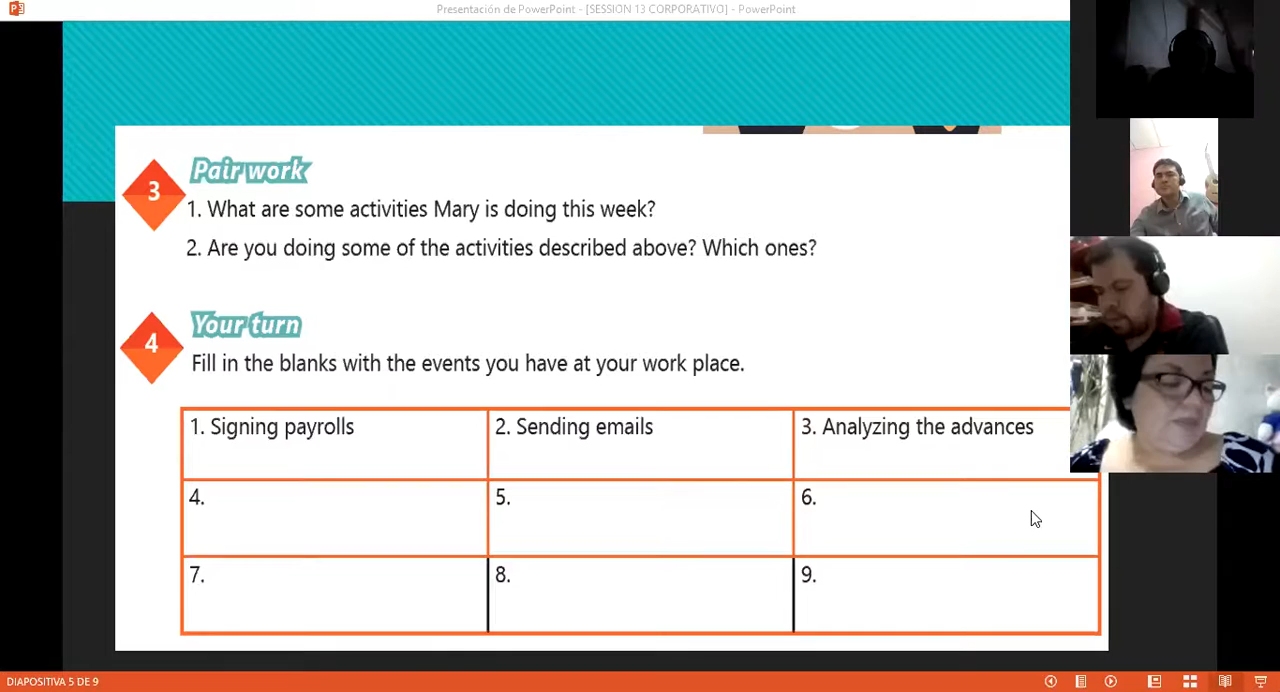 Presentación de PowerPoint - [SESSION 13 CORPORATIVO] - PowerPoint
3
Pair work
1. What are some activities Mary is doing this week?
2. Are you doing some of the activities described above? Which ones?
4
Your turn
Fill in the blanks with the events you have at your work place.
1. Signing payrolls
2. Sending emails
3. Analyzing the advances
4.
5.
6.
7.
8.
9.
DIAPOSITIVA 5 DE 9